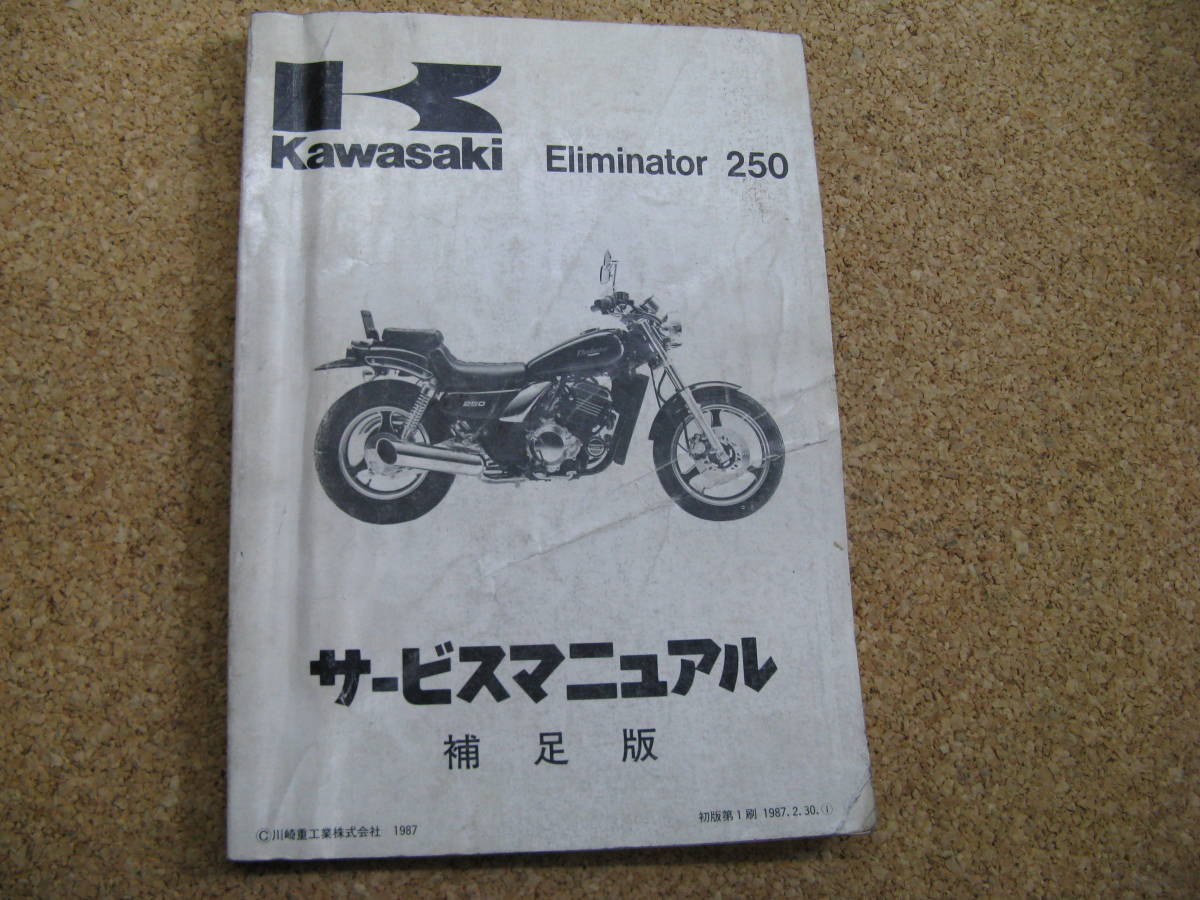 Kawasaki Eliminator 250
250
サービスマニュアル
補足版
©川崎重工業株式会社 1987
初版第1刷 1987.2.30.ⓘ